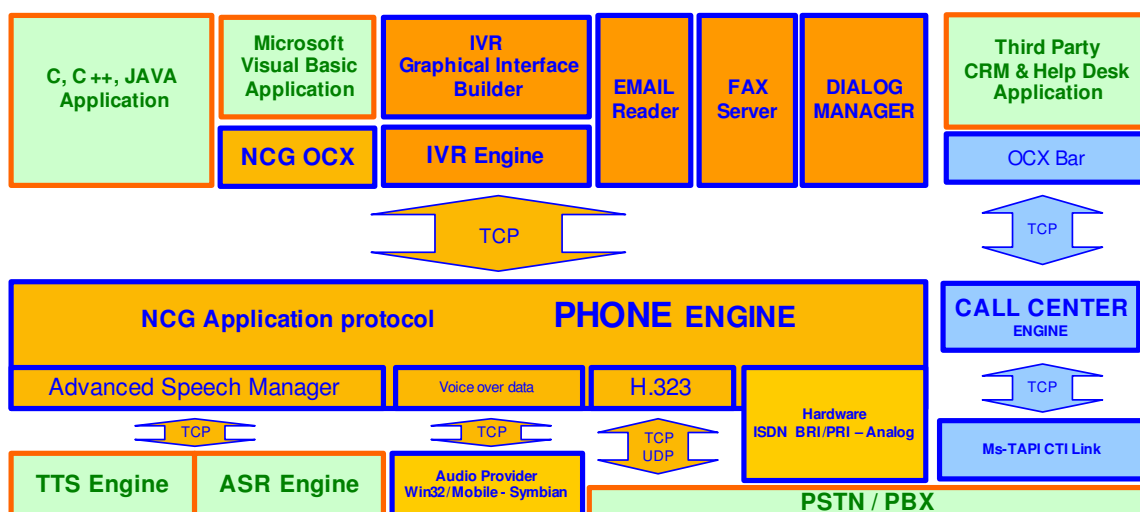 C, C ++, JAVA
Application
Microsoft
Visual Basic
Application
NCG OCX
IVR
Graphical Interface
Builder
IVR Engine
EMAIL
Reader
FAX
Server
DIALOG
MANAGER
Third Party
CRM & Help Desk
Application
OCX Bar
TCP
TCP
NCG Application protocol PHONE ENGINE
CALL CENTER
ENGINE
Advanced Speech Manager
Voice over data
H.323
Hardware
ISDN BRI/PRI – Analog
TCP
TCP
TCP
TCP
UDP
Ms-TAPI CTI Link
TTS Engine
ASR Engine
Audio Provider
Win32/Mobile - Symbian
PSTN / PBX